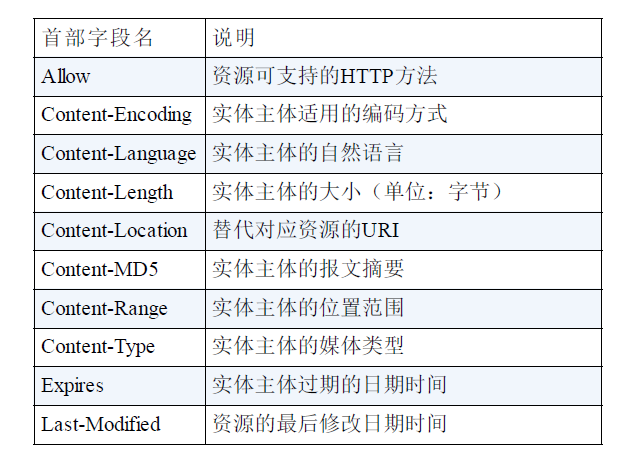 首部字段名 说明
Allow 资源可支持的HTTP方法
Content-Encoding 实体主体适用的编码方式
Content-Language 实体主体的自然语言
Content-Length 实体主体的大小（单位：字节）
Content-Location 替代对应资源的URI
Content-MD5 实体主体的报文摘要
Content-Range 实体主体的位置范围
Content-Type 实体主体的媒体类型
Expires 实体主体过期的日期时间
Last-Modified 资源的最后修改日期时间